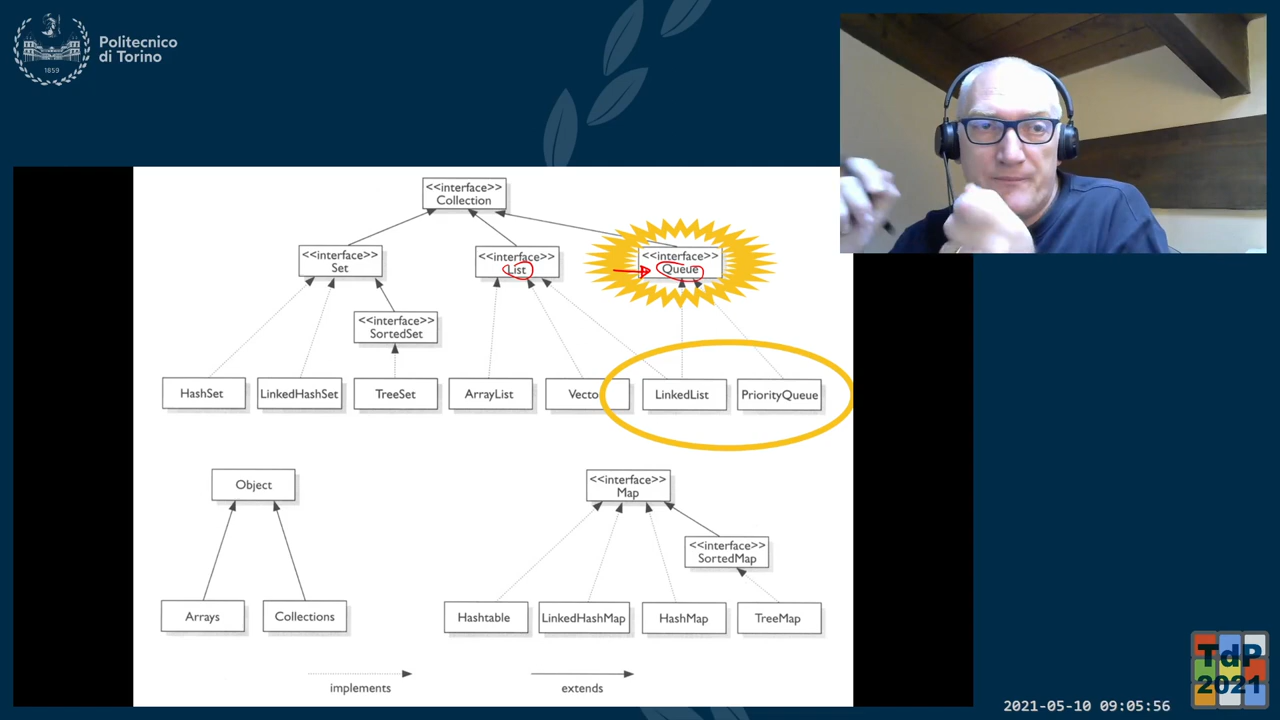 Politecnico
di Torino
1859
<<interface>>
Collection
<<interface>>
Set
<<interface>>
List
<<interface>>
Queue
<<interface>>
SortedSet
HashSet
LinkedHashSet
TreeSet
ArrayList
Vecto
LinkedList
PriorityQueue
Object
<<interface>>
Map
<<interface>>
SortedMap
Arrays
Collections
Hashtable
LinkedHashMap
HashMap
TreeMap
implements
extends
TdP
2021
2021-05-10 09:05:56